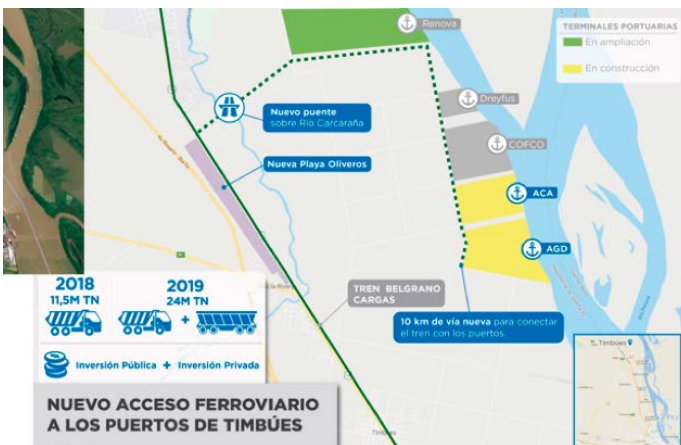 Renova
TERMINALES PORTUARIAS
En ampliación
En construcción
Dreyfus
COFCO
ACA
AGD
Nuevo puente
sobre Río Carcaraña
Nueva Playa Oliveros
TREN BELGRANO
CARGAS
10 km de vía nueva para conectar
el tren con los puertos.
2018
11,5M TN
2019
24M TN
+
Inversión Pública + Inversión Privada
NUEVO ACCESO FERROVIARIO
A LOS PUERTOS DE TIMBÚES
Timbúes
Timbúes